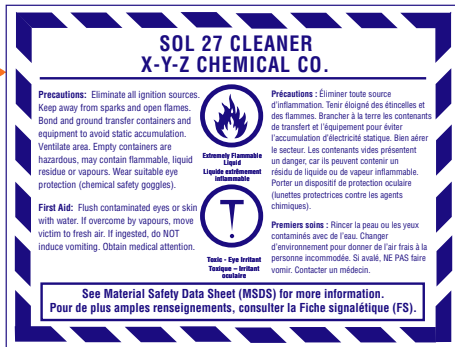 SOL 27 CLEANER
X-Y-Z CHEMICAL CO.
Precautions: Eliminate all ignition sources.
Keep away from sparks and open flames.
Bond and ground transfer containers and
equipment to avoid static accumulation.
Ventilate area. Empty containers are
hazardous, may contain flammable, liquid
residue or vapours. Wear suitable eye
protection (chemical safety goggles).
First Aid: Flush contaminated eyes or skin
with water. If overcome by vapours, move
victim to fresh air. If ingested, do NOT
induce vomiting. Obtain medical attention.
Extremely Flammable
Liquid
Liquide extrêmement
inflammable
Toxic - Eye Irritant
Toxique – Irritant
oculaire
Précautions : Éliminer toute source
d'inflammation. Tenir éloigné des étincelles et
des flammes. Brancher à la terre les contenants
de transfert et l'équipement pour éviter
l'accumulation d'électricité statique. Bien aérer
le secteur. Les contenants vides présentent
un danger, car ils peuvent contenir un
résidu de liquide ou de vapeur inflammable.
Porter un dispositif de protection oculaire
(lunettes protectrices contre les agents
chimiques).
Premiers soins : Rincer la peau ou les yeux
contaminés avec de l'eau. Changer
d'environnement pour donner de l'air frais à la
personne incommodée. Si avalé, NE PAS faire
vomir. Contacter un médecin.
See Material Safety Data Sheet (MSDS) for more information.
Pour de plus amples renseignements, consulter la Fiche signalétique (FS).